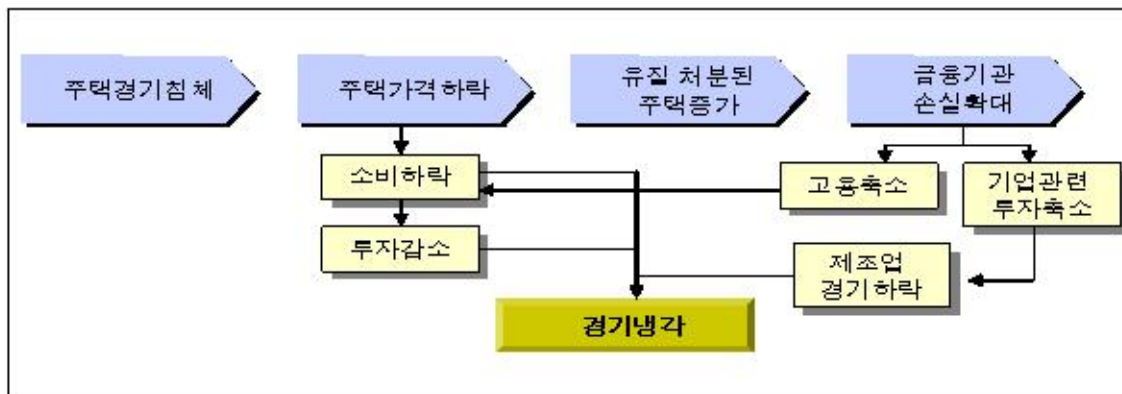 주택경기침체
주택가격하락
유질 처분된
주택증가
금융기관
손실확대
소비하락
고용축소
기업관련
투자축소
투자감소
제조업
경기하락
경기냉각